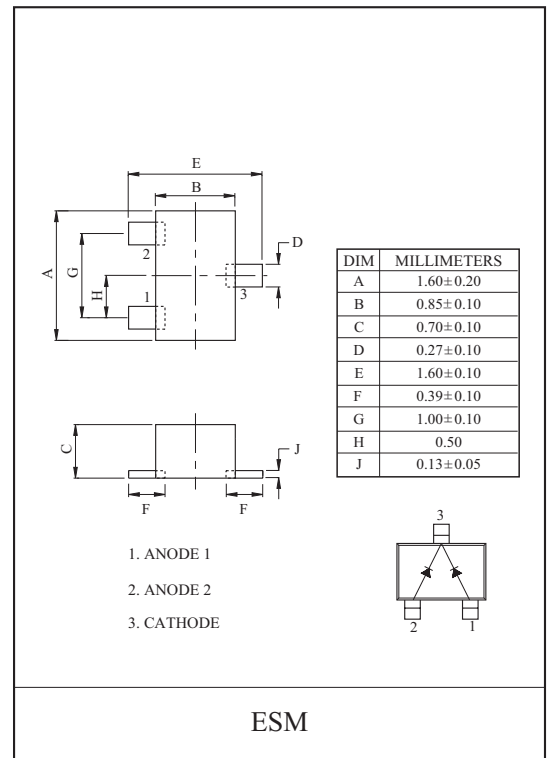 E
B
A
G
H
D
2
1
3
DIM MILLIMETERS
A 1.60±0.20
B 0.85±0.10
C 0.70±0.10
D 0.27±0.10
E 1.60±0.10
F 0.39±0.10
G 1.00±0.10
H 0.50
J 0.13±0.05
C
J
F F
1. ANODE 1
2. ANODE 2
3. CATHODE
3
2 1
ESM